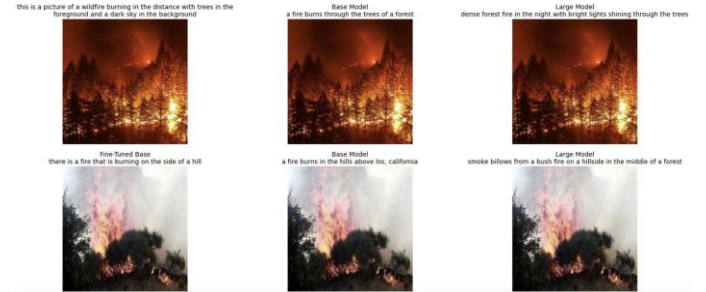 this is a picture of a wildfire burning in the distance with trees in the
foreground and a dark sky in the background
Base Model
a fire burns through the trees of a forest
Large Model
dense forest fire in the night with bright lights shining through the trees
Fine-Tuned Base
there is a fire that is burning on the side of a hill
Base Model
a fire burns in the hills above los, california
Large Model
smoke billows from a bush fire on a hillside in the middle of a forest